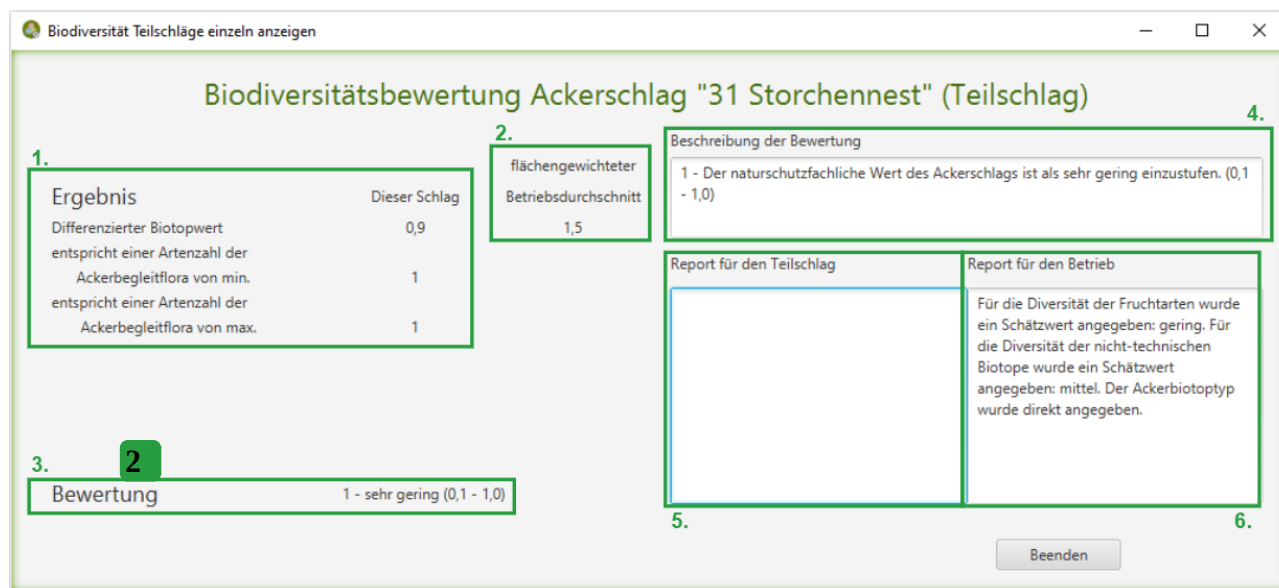 Biodiversität Teilschläge einzeln anzeigen
Biodiversitätsbewertung Ackerschlag "31 Storchennest" (Teilschlag)
1.
Ergebnis Dieser Schlag
Differenzierter Biotopwert 0,9
entspricht einer Artenzahl der
Ackerbegleitflora von min. 1
entspricht einer Artenzahl der
Ackerbegleitflora von max. 1
2.
flächengewichteter
Betriebsdurchschnitt
1,5
3.
2
Bewertung 1 - sehr gering (0,1 - 1,0)
4.
Beschreibung der Bewertung
1 - Der naturschutzfachliche Wert des Ackerschlags ist als sehr gering einzustufen. (0,1
- 1,0)
Report für den Teilschlag
5.
Report für den Betrieb
Für die Diversität der Fruchtarten wurde
ein Schätzwert angegeben: gering. Für
die Diversität der nicht-technischen
Biotope wurde ein Schätzwert
angegeben: mittel. Der Ackerbiotoptyp
wurde direkt angegeben.
6.
Beenden